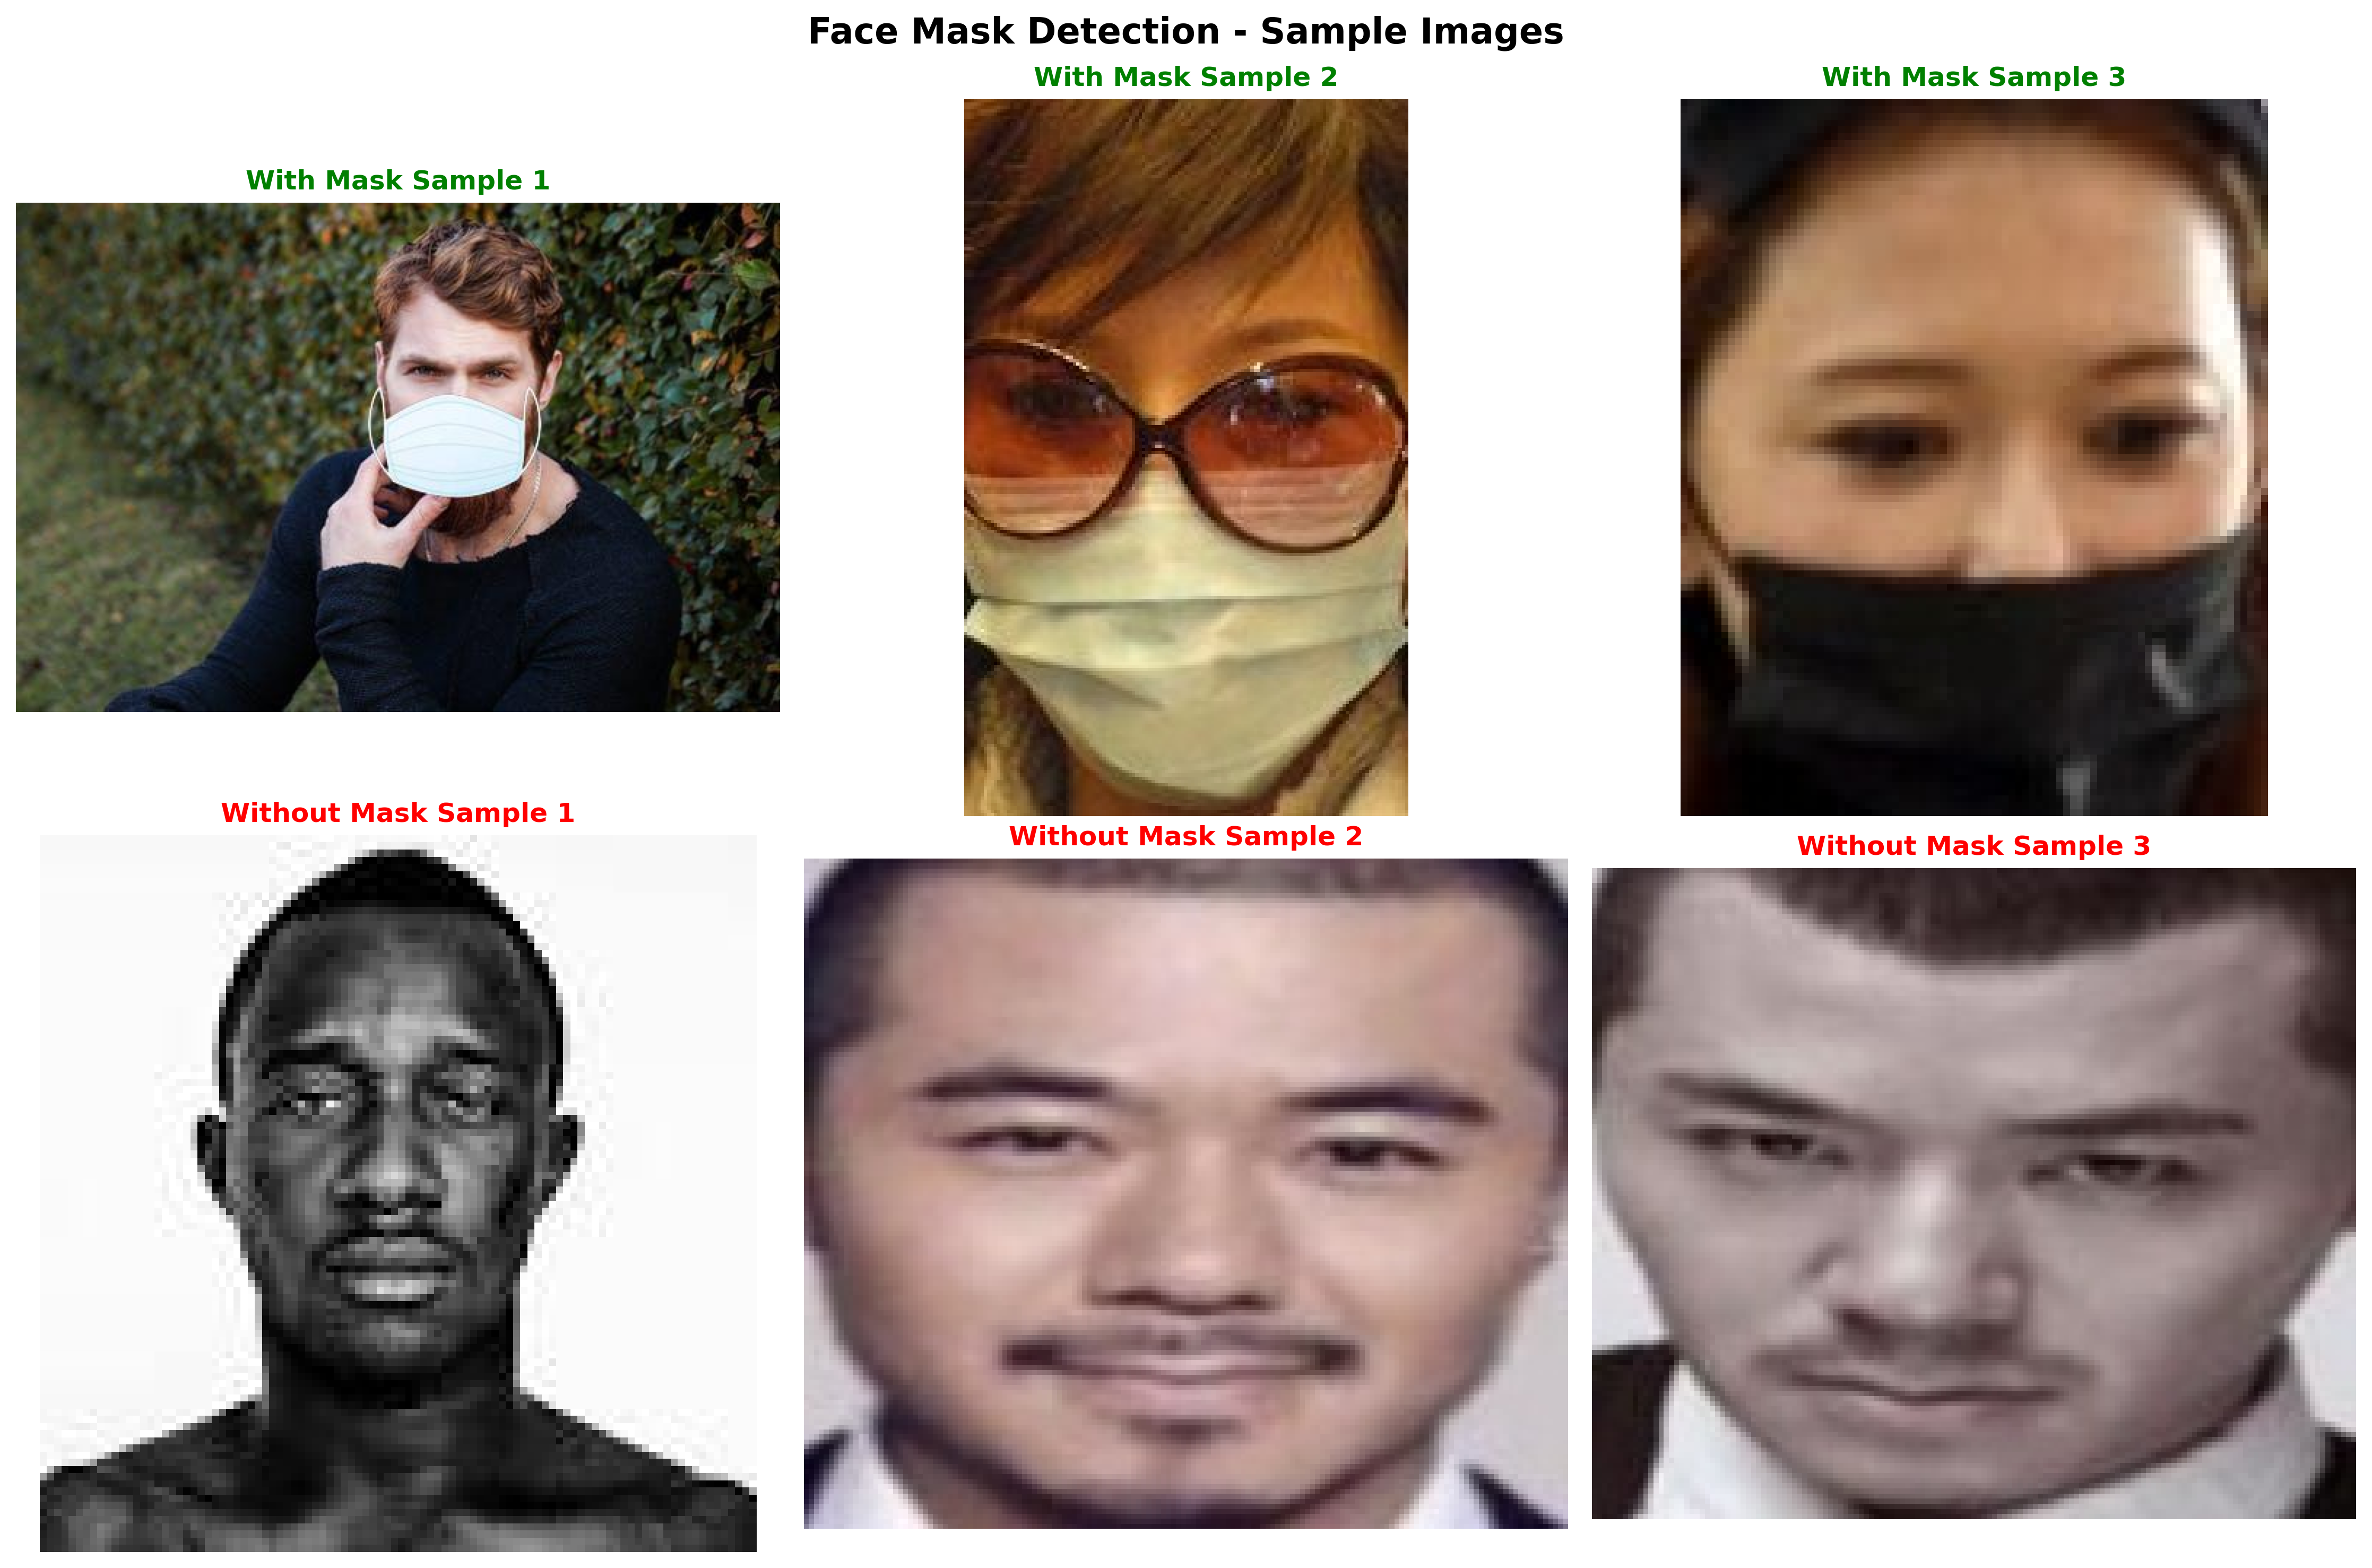 Face Mask Detection - Sample Images
With Mask Sample 1
With Mask Sample 2
With Mask Sample 3
Without Mask Sample 1
Without Mask Sample 2
Without Mask Sample 3